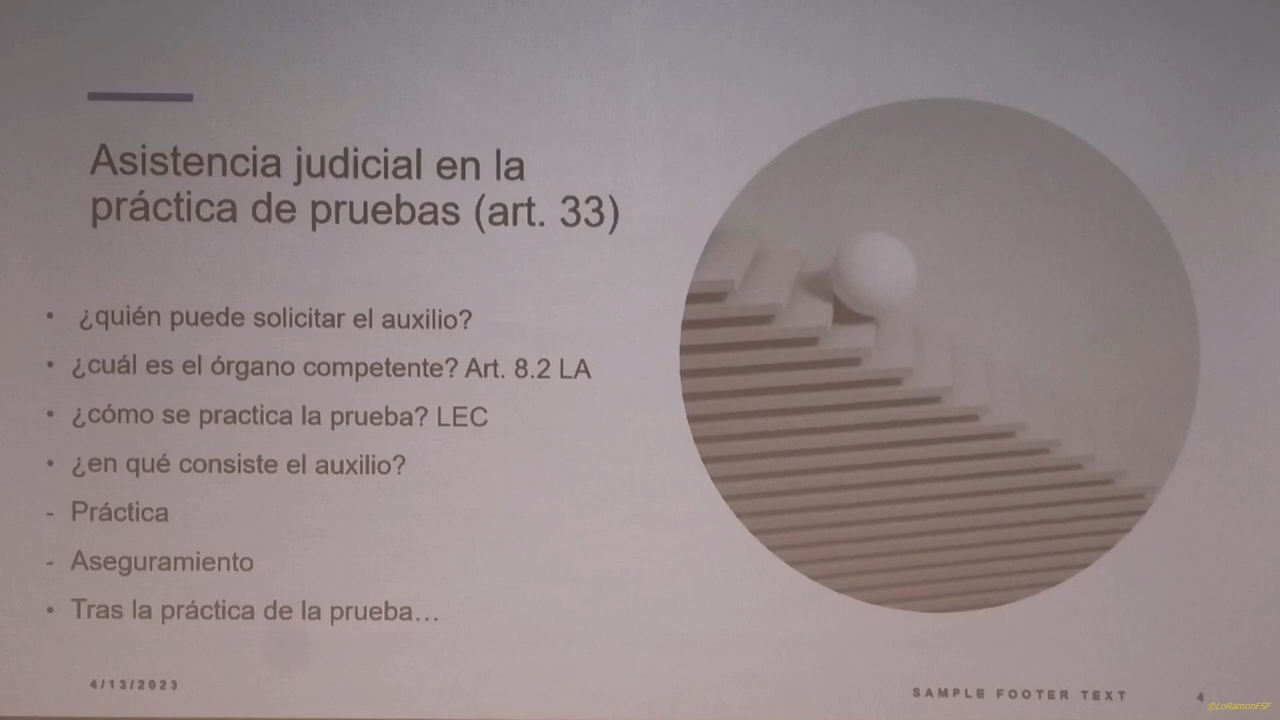 Asistencia judicial en la
práctica de pruebas (art. 33)
• ¿quién puede solicitar el auxilio?
• ¿cuál es el órgano competente? Art. 8.2 LA
• ¿cómo se practica la prueba? LEC
• ¿en qué consiste el auxilio?
- Práctica
- Aseguramiento
• Tras la práctica de la prueba…
4/13/2023
SAMPLE FOOTER TEXT
4
@LoRamonFSF